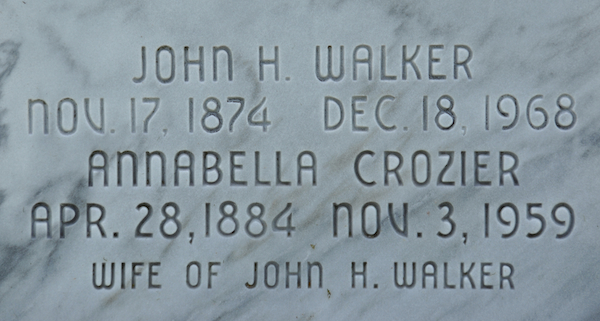 JOHN H. WALKER
NOV. 17, 1874 DEC. 18, 1968
ANNABELLA CROZIER
APR. 28, 1884 NOV. 3, 1959
WIFE OF JOHN H. WALKER